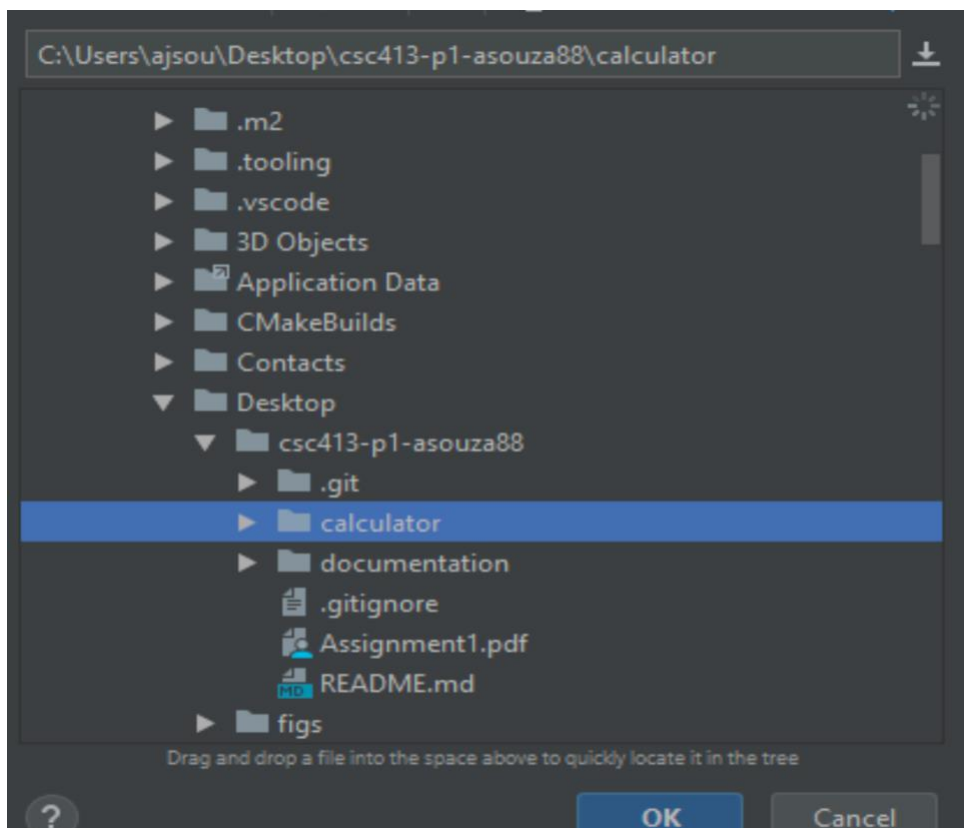 C:\Users\ajsou\Desktop\csc413-p1-asouza88\calculator
.m2
.tooling
.vscode
3D Objects
Application Data
CMakeBuilds
Contacts
Desktop
csc413-p1-asouza88
.git
calculator
documentation
.gitignore
Assignment1.pdf
MD README.md
figs
Drag and drop a file into the space above to quickly locate it in the tree
? OK Cancel